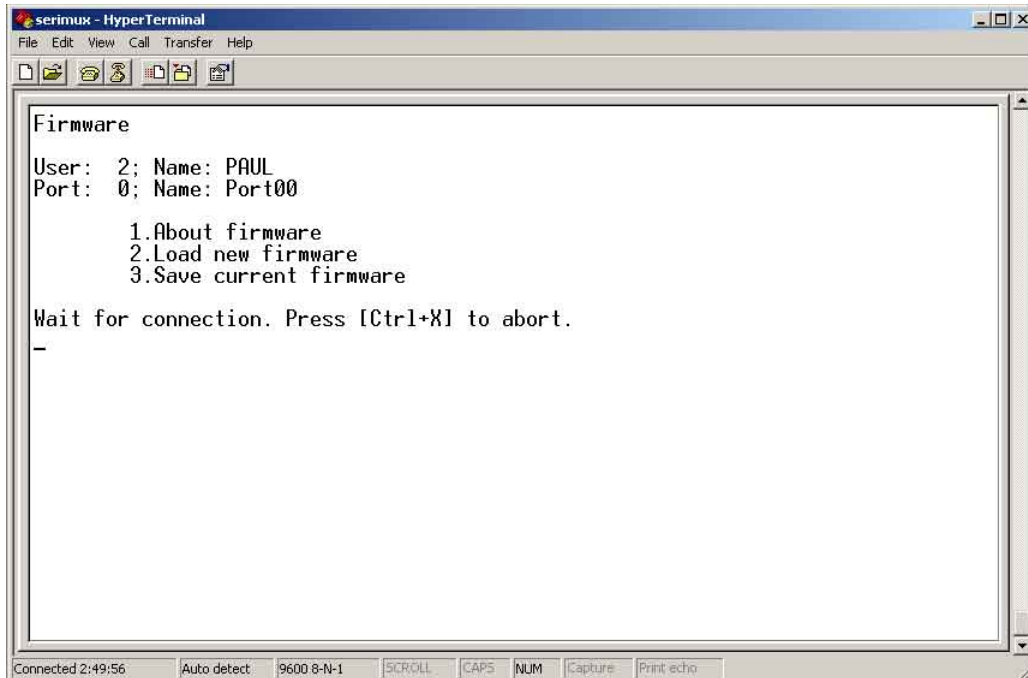 serimux - HyperTerminal
File Edit View Call Transfer Help
Firmware
User: 2; Name: PAUL
Port: 0; Name: Port00
1.About firmware
2.Load new firmware
3.Save current firmware
Wait for connection. Press [Ctrl+X] to abort.
Connected 2:49:56 Auto detect 9600 8-N-1 SCROLL CAPS NUM Capture Print echo